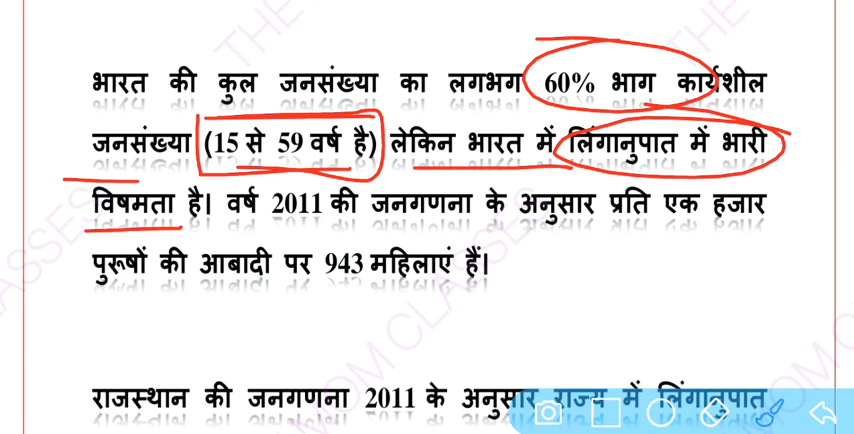 भारत की कुल जनसंख्या का लगभग 60% भाग कार्यशील
जनसंख्या (15 से 59 वर्ष है) लेकिन भारत में लिंगानुपात में भारी
विषमता है। वर्ष 2011 की जनगणना के अनुसार प्रति एक हजार
पुरूषों की आबादी पर 943 महिलाएं हैं।
राजस्थान की जनगणना 2011 के अनुसार राज्य में लिंगानुपात